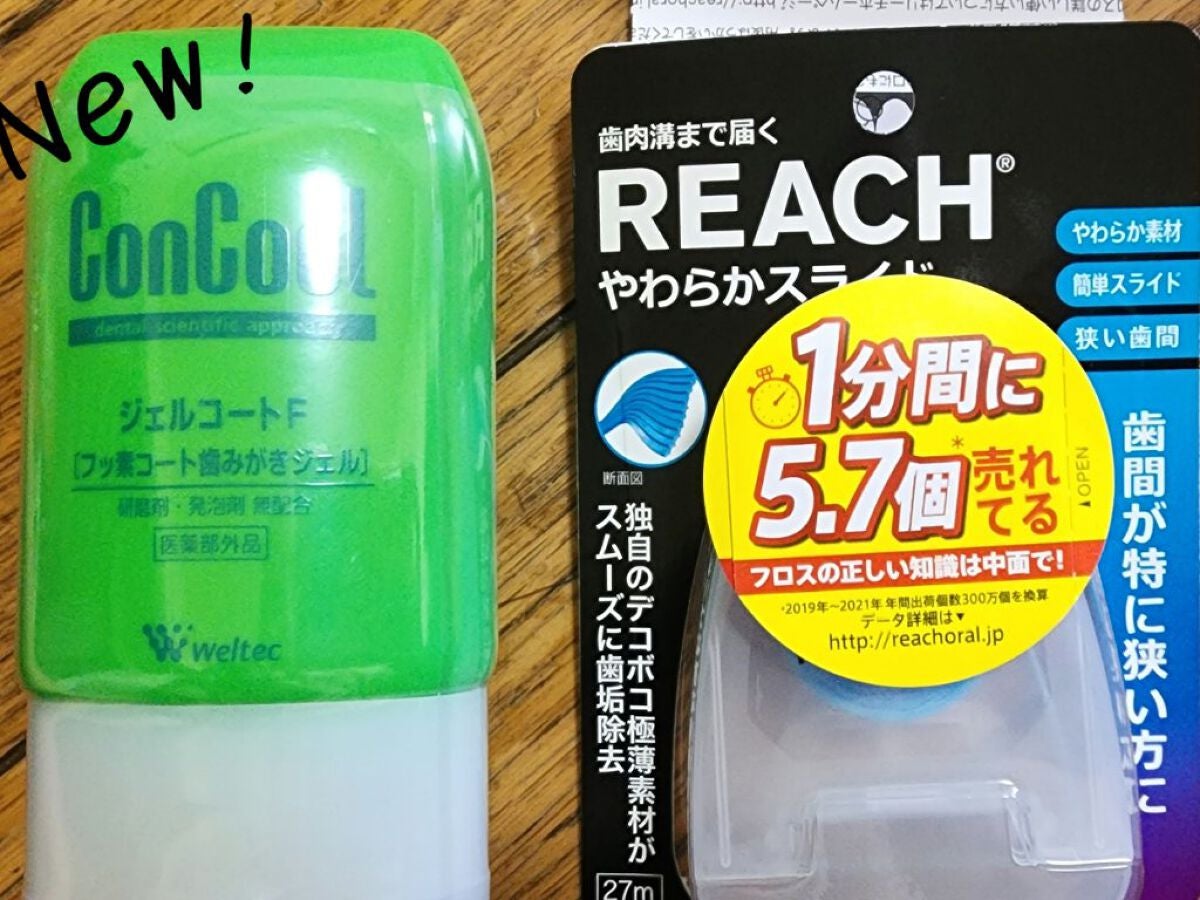 New!
ConCool
dental scientific approach
ジェルコートF
［フッ素コート歯みがきジェル］
研磨剤・発泡剤 無配合
医薬部外品
weltec
歯肉溝まで届く
REACH®
やわらかスライド
やわらか素材
簡単スライド
狭い歯間
断面図
独自のデコボコ極薄素材が
スムーズに歯垢除去
27m
1分間に
5.7個*売れ
てる
▲OPEN
フロスの正しい知識は中面で!
*2019年~2021年 年間出荷個数300万個を換算
データ詳細は▼
http://reachoral.jp
歯間が特に狭い方に